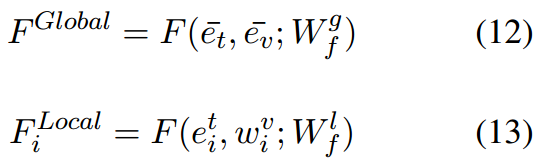 F^{Global} = F(\bar{e_t}, \bar{e_v}; W_f^g) (12)
F_i^{Local} = F(e_i^t, w_i^v; W_f^l) (13)